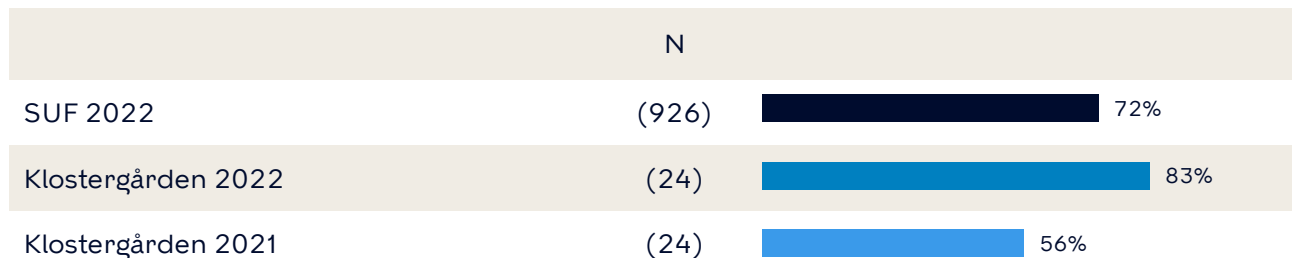 N
SUF 2022 (926) 72%
Klostergården 2022 (24) 83%
Klostergården 2021 (24) 56%